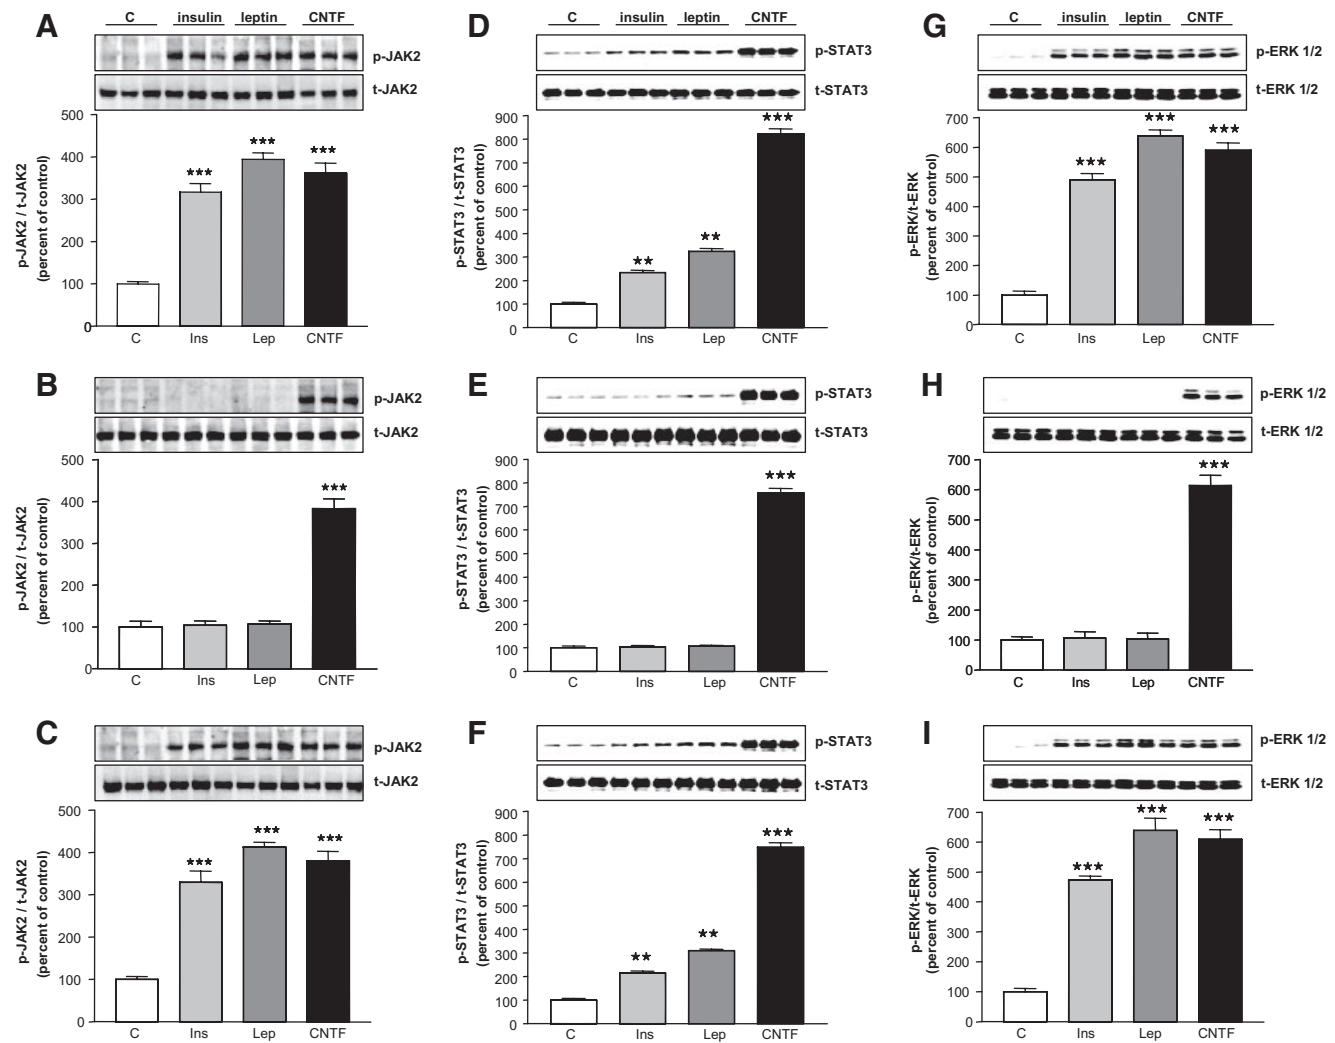 A
C insulin leptin CNTF
p-JAK2
t-JAK2
p-JAK2 / t-JAK2
(percent of control)
500
400
300
200
100
0
***
***
***
C Ins Lep CNTF
D
C insulin leptin CNTF
p-STAT3
t-STAT3
p-STAT3 / t-STAT3
(percent of control)
900
800
700
600
500
400
300
200
100
0
**
**
***
C Ins Lep CNTF
G
C insulin leptin CNTF
p-ERK 1/2
t-ERK 1/2
p-ERK/t-ERK
(percent of control)
700
600
500
400
300
200
100
0
***
***
***
C Ins Lep CNTF
B
p-JAK2
t-JAK2
p-JAK2 / t-JAK2
(percent of control)
500
400
300
200
100
0
***
C Ins Lep CNTF
E
p-STAT3
t-STAT3
p-STAT3 / t-STAT3
(percent of control)
900
800
700
600
500
400
300
200
100
0
***
C Ins Lep CNTF
H
p-ERK 1/2
t-ERK 1/2
p-ERK/t-ERK
(percent of control)
700
600
500
400
300
200
100
0
***
C Ins Lep CNTF
C
p-JAK2
t-JAK2
p-JAK2 / t-JAK2
(percent of control)
500
400
300
200
100
0
***
***
***
C Ins Lep CNTF
F
p-STAT3
t-STAT3
p-STAT3 / t-STAT3
(percent of control)
900
800
700
600
500
400
300
200
100
0
**
**
***
C Ins Lep CNTF
I
p-ERK 1/2
t-ERK 1/2
p-ERK/t-ERK
(percent of control)
700
600
500
400
300
200
100
0
***
***
***
C Ins Lep CNTF